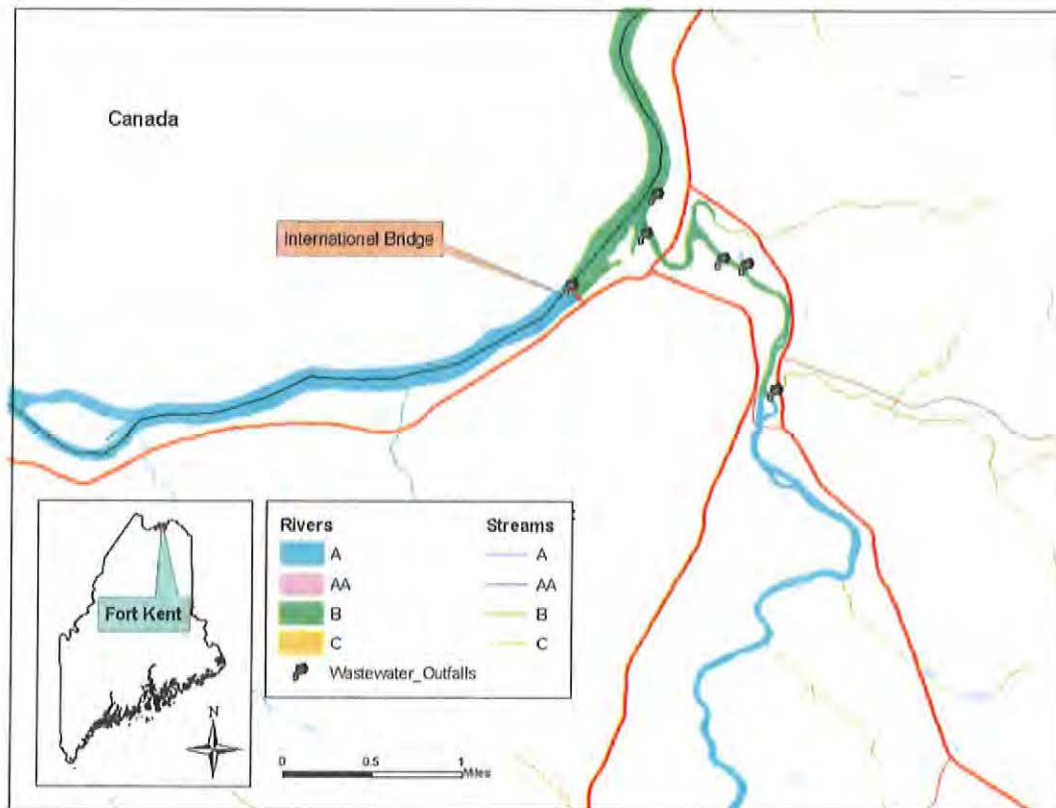 Canada
International Bridge
Rivers
A
AA
B
C
Wastewater_Outfalls
Streams
A
AA
B
C
Fort Kent
N
0 0.5 1
Miles